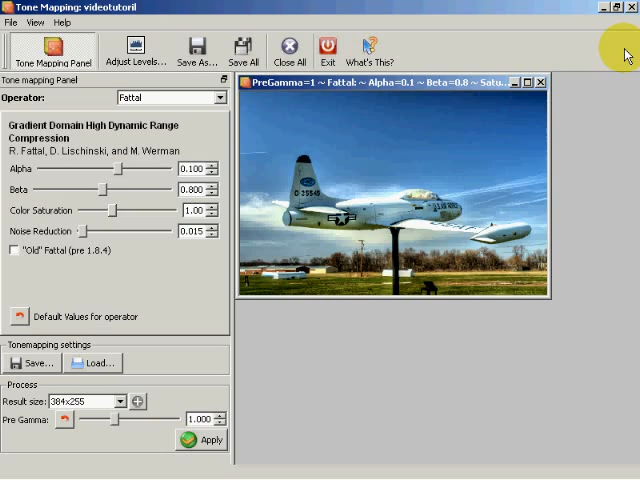 Tone Mapping: videotutoril
File View Help
Tone Mapping Panel
Adjust Levels...
Save As...
Save All
Close All
Exit
What's This?
Tone mapping Panel
Operator: Fattal
Gradient Domain High Dynamic Range
Compression
R. Fattal, D. Lischinski, and M. Werman
Alpha 0.100
Beta 0.800
Color Saturation 1.00
Noise Reduction 0.015
"Old" Fattal (pre 1.8.4)
Default Values for operator
Tonemapping settings
Save... Load...
Process
Result size: 384x255
Pre Gamma: 1.000
Apply
PreGamma=1 ~ Fattal: ~ Alpha=0.1 ~ Beta=0.8 ~ Satu...
U.S. AIR FORCE
USAF